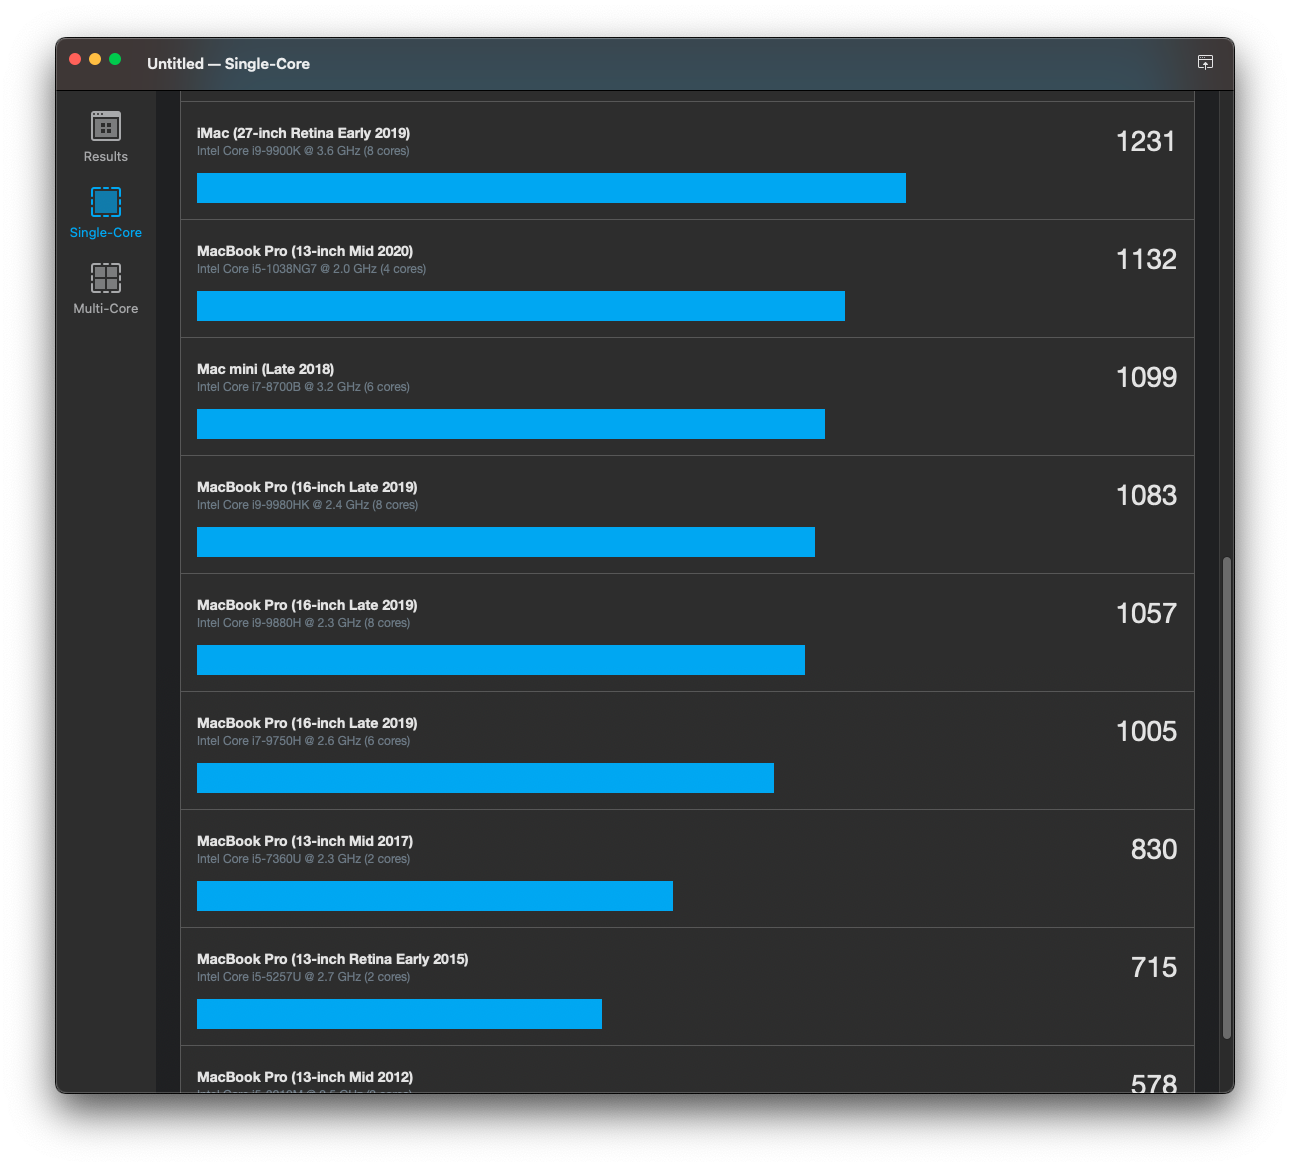 Untitled — Single-Core
Results
Single-Core
Multi-Core
iMac (27-inch Retina Early 2019)
Intel Core i9-9900K @ 3.6 GHz (8 cores)
1231
MacBook Pro (13-inch Mid 2020)
Intel Core i5-1038NG7 @ 2.0 GHz (4 cores)
1132
Mac mini (Late 2018)
Intel Core i7-8700B @ 3.2 GHz (6 cores)
1099
MacBook Pro (16-inch Late 2019)
Intel Core i9-9980HK @ 2.4 GHz (8 cores)
1083
MacBook Pro (16-inch Late 2019)
Intel Core i9-9880H @ 2.3 GHz (8 cores)
1057
MacBook Pro (16-inch Late 2019)
Intel Core i7-9750H @ 2.6 GHz (6 cores)
1005
MacBook Pro (13-inch Mid 2017)
Intel Core i5-7360U @ 2.3 GHz (2 cores)
830
MacBook Pro (13-inch Retina Early 2015)
Intel Core i5-5257U @ 2.7 GHz (2 cores)
715
MacBook Pro (13-inch Mid 2012)
578